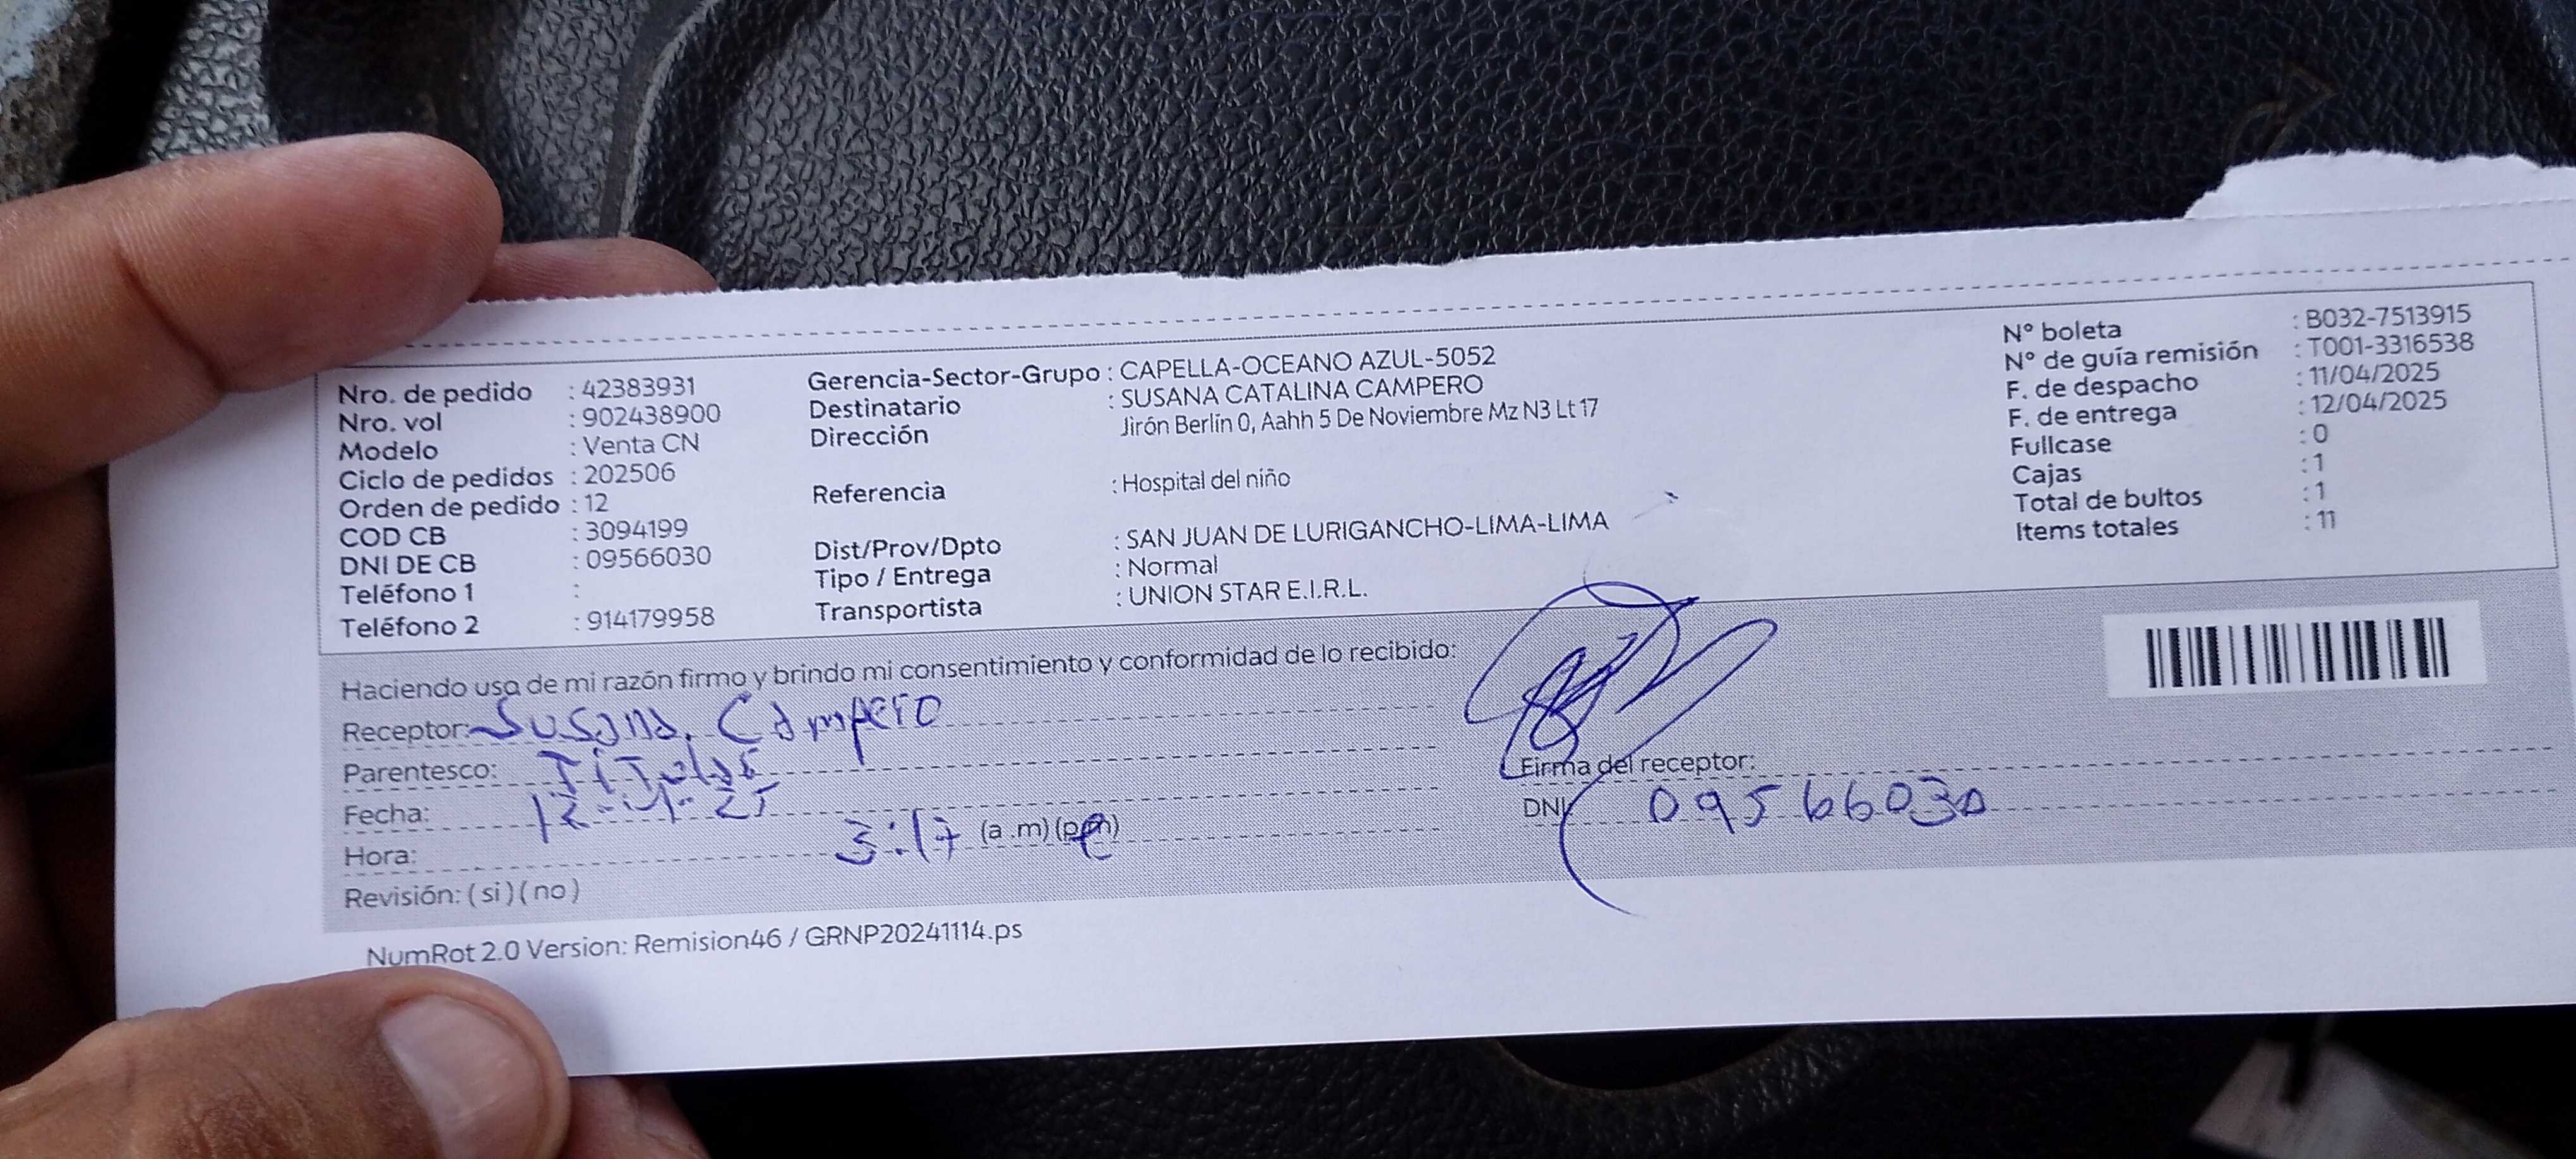 Nro. de pedido : 42383931
Nro. vol : 902438900
Modelo : Venta CN
Ciclo de pedidos : 202506
Orden de pedido : 12
COD CB : 3094199
DNI DE CB : 09566030
Teléfono 1 :
Teléfono 2 : 914179958
Gerencia-Sector-Grupo : CAPELLA-OCEANO AZUL-5052
Destinatario : SUSANA CATALINA CAMPERO
Dirección Jirón Berlín 0, Aahh 5 De Noviembre Mz N3 Lt 17
Referencia : Hospital del niño
Dist/Prov/Dpto : SAN JUAN DE LURIGANCHO-LIMA-LIMA
Tipo / Entrega : Normal
Transportista : UNION STAR E.I.R.L.
N° boleta : B032-7513915
N° de guía remisión : T001-3316538
F. de despacho : 11/04/2025
F. de entrega : 12/04/2025
Fullcase : 0
Cajas : 1
Total de bultos : 1
Items totales : 11
Haciendo uso de mi razón firmo y brindo mi consentimiento y conformidad de lo recibido:
Receptor: Susana Campero
Parentesco:
Fecha: 12-04-25
Hora: 3:17 (a .m) (p.m)
Revisión: ( si ) ( no )
Firma del receptor:
DNI 09566030
NumRot 2.0 Version: Remision46 / GRNP20241114.ps